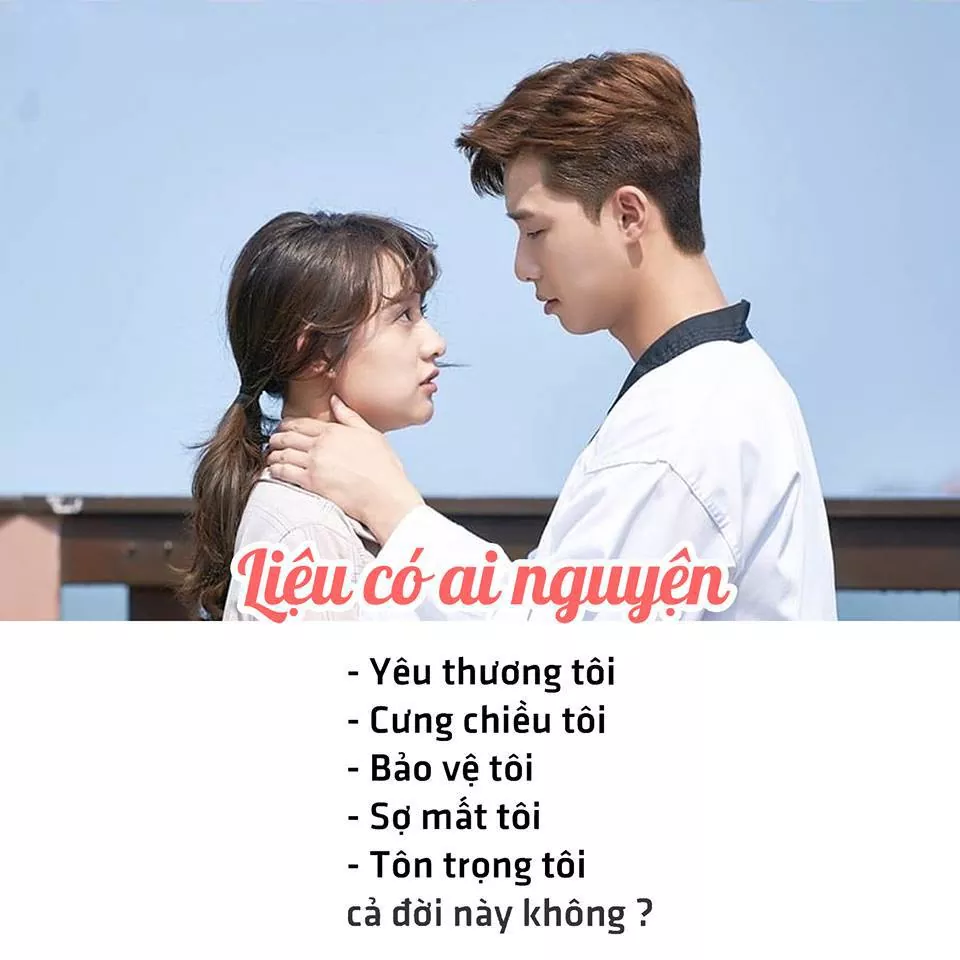 Liệu có ai nguyện
- Yêu thương tôi
- Cưng chiều tôi
- Bảo vệ tôi
- Sợ mất tôi
- Tôn trọng tôi
cả đời này không ?